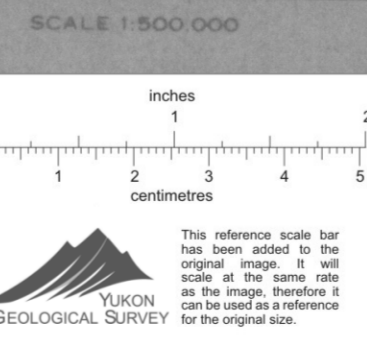 SCALE 1:500,000
inches
1 2
1 2 3 4 5
centimetres
YUKON
GEOLOGICAL SURVEY
This reference scale bar
has been added to the
original image. It will
scale at the same rate
as the image, therefore it
can be used as a reference
for the original size.